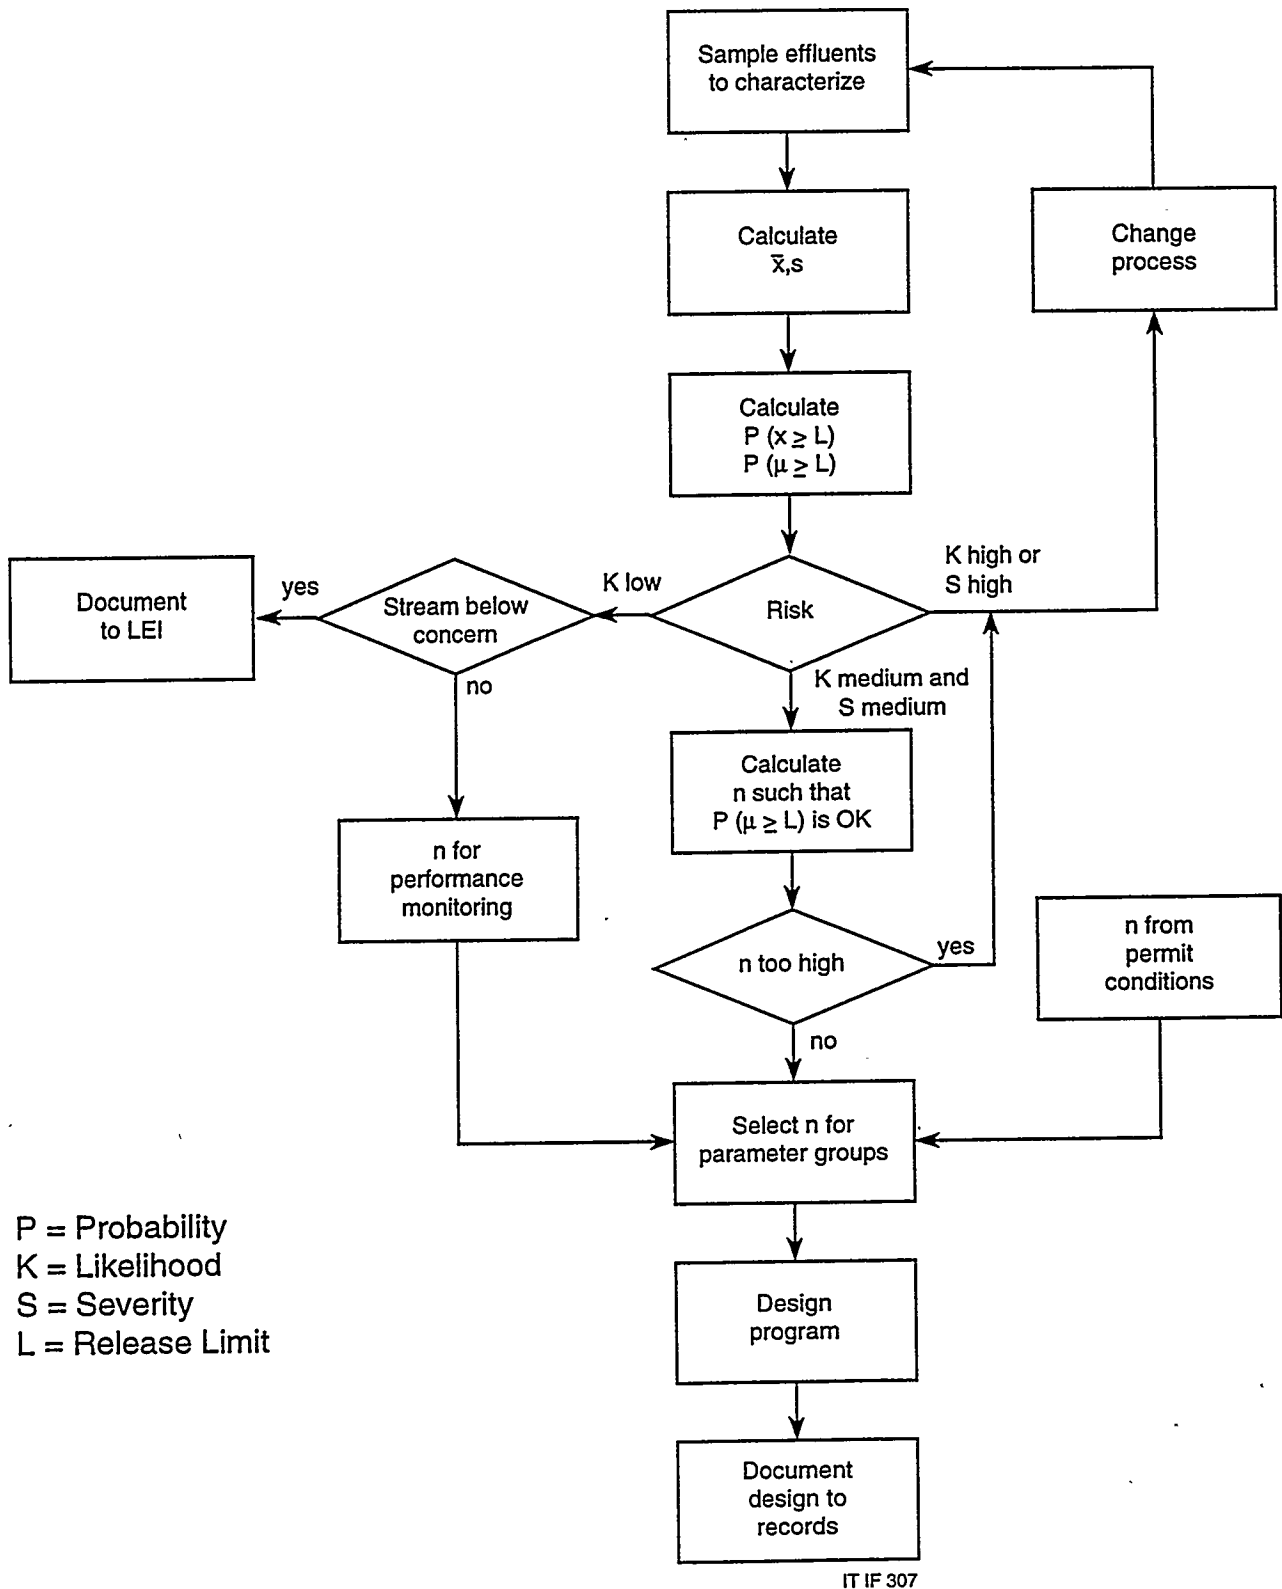 Sample effluents
to characterize
Calculate
x̄,s
Change
process
Calculate
P (x ≥ L)
P (μ ≥ L)
K high or
S high
Document
to LEI
yes
Stream below
concern
K low
Risk
no
K medium and
S medium
Calculate
n such that
P (μ ≥ L) is OK
n for
performance
monitoring
n too high
yes
n from
permit
conditions
no
Select n for
parameter groups
P = Probability
K = Likelihood
S = Severity
L = Release Limit
Design
program
Document
design to
records
IT IF 307